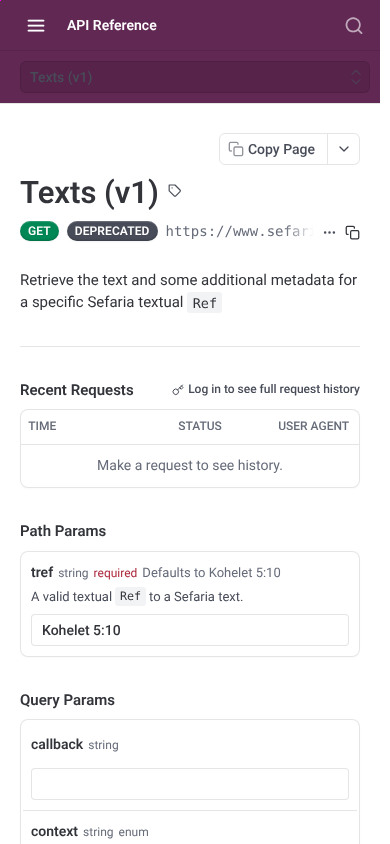 API Reference
Texts (v1)
Copy Page
Texts (v1)
GET DEPRECATED https://www.sefar
Retrieve the text and some additional metadata for
a specific Sefaria textual Ref
Recent Requests Log in to see full request history
TIME STATUS USER AGENT
Make a request to see history.
Path Params
tref string required Defaults to Kohelet 5:10
A valid textual Ref to a Sefaria text.
Kohelet 5:10
Query Params
callback string
context string enum